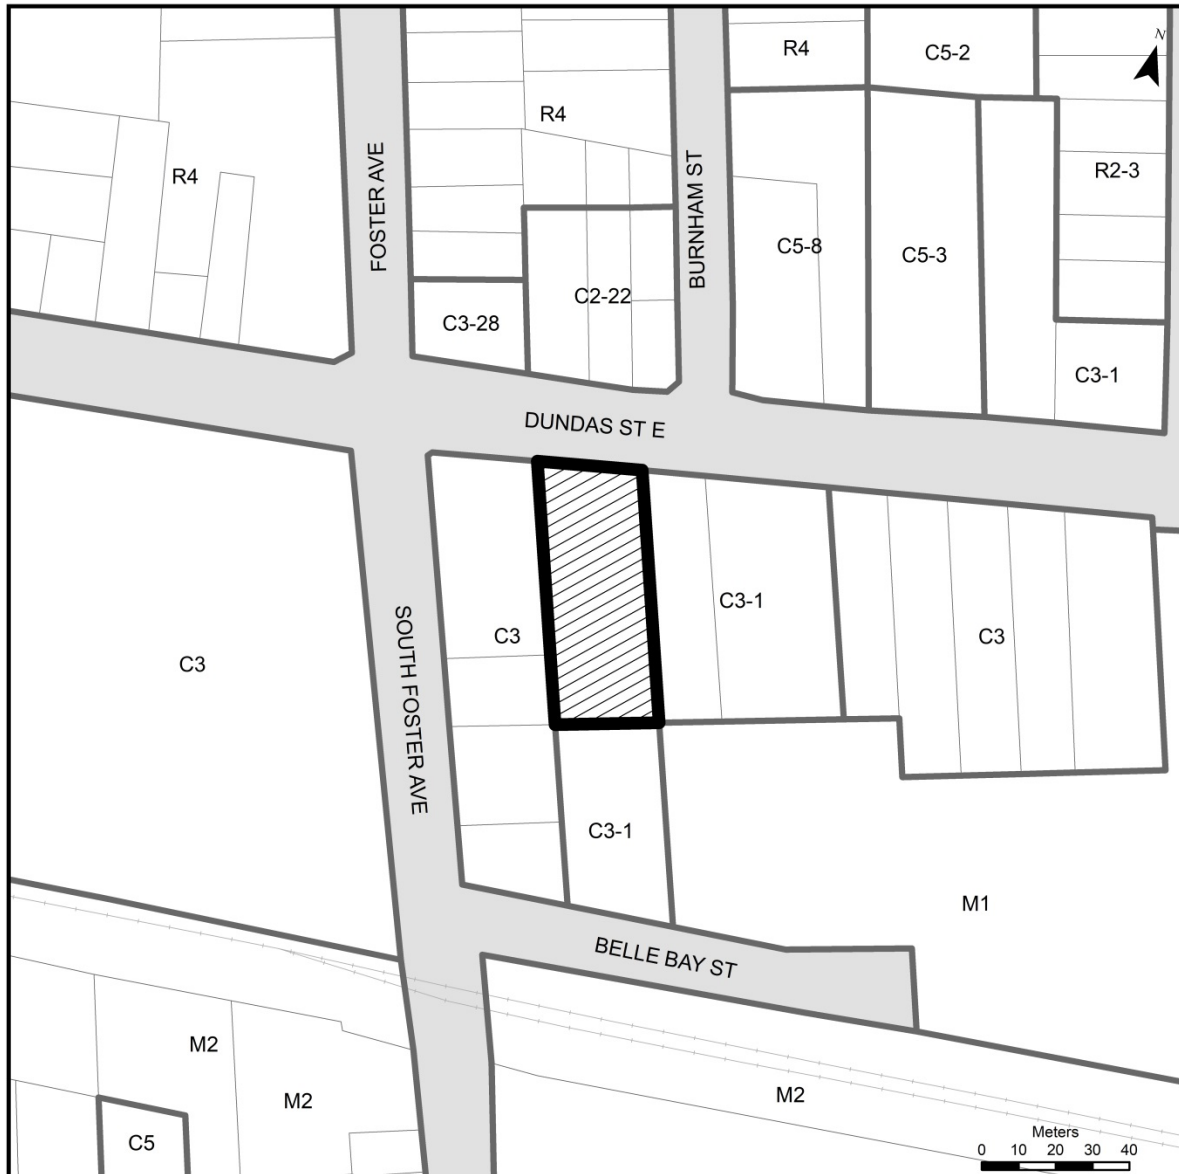 R4
C5-2
N
R4
R4
FOSTER AVE
BURNHAM ST
R2-3
C5-8
C5-3
C2-22
C3-28
C3-1
DUNDAS ST E
C3-1
C3
C3
C3
SOUTH FOSTER AVE
C3-1
M1
BELLE BAY ST
M2
M2
M2
C5
Meters
0 10 20 30 40